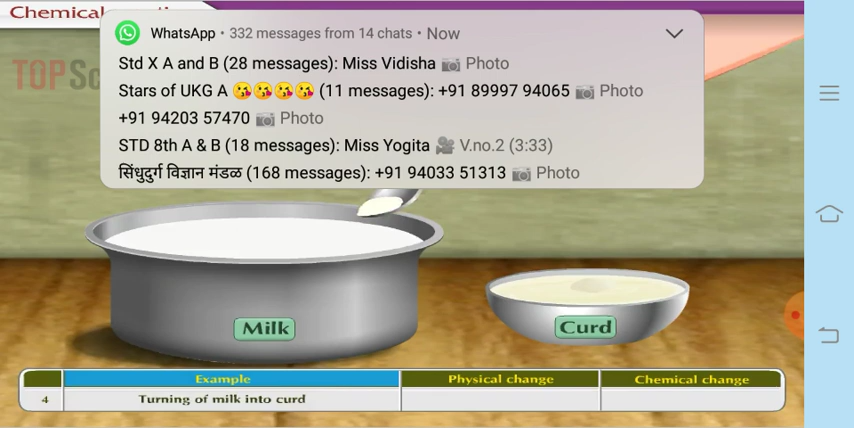 Chemical
TOPSc
WhatsApp • 332 messages from 14 chats • Now
Std X A and B (28 messages): Miss Vidisha 📷 Photo
Stars of UKG A 😘😘😘😘 (11 messages): +91 89997 94065 📷 Photo
+91 94203 57470 📷 Photo
STD 8th A & B (18 messages): Miss Yogita 🎥 V.no.2 (3:33)
सिंधुदुर्ग विज्ञान मंडळ (168 messages): +91 94033 51313 📷 Photo
Milk
Curd
Example Physical change Chemical change
4 Turning of milk into curd